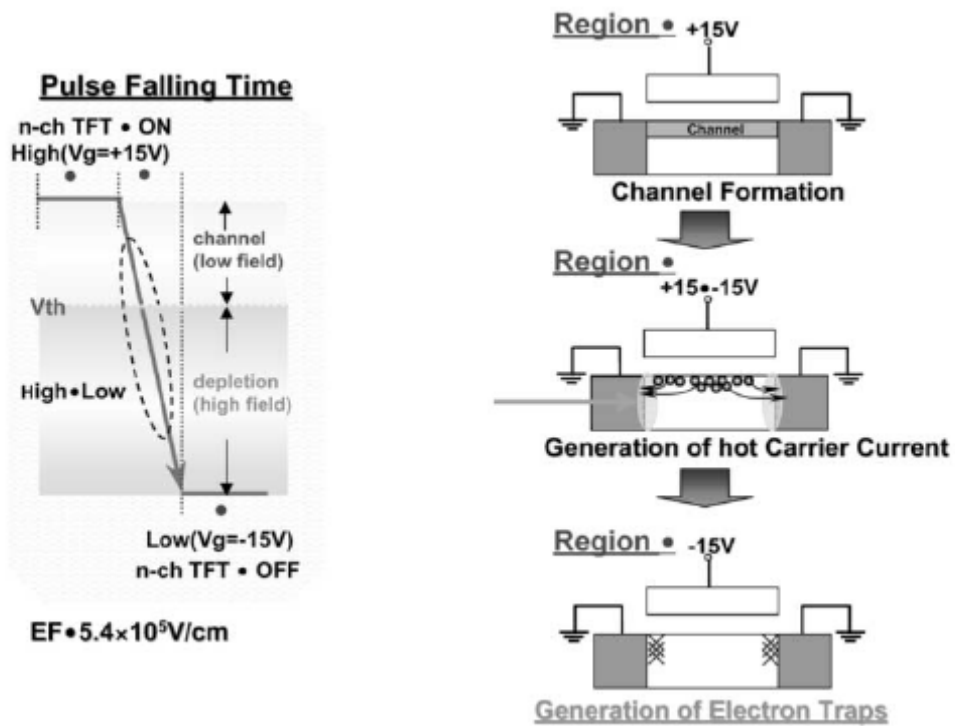 Pulse Falling Time
n-ch TFT • ON
High(Vg=+15V)
channel
(low field)
Vth
High•Low
depletion
(high field)
Low(Vg=-15V)
n-ch TFT • OFF
EF•5.4×10⁵V/cm
Region •
+15V
Channel
Channel Formation
Region •
+15•-15V
Generation of hot Carrier Current
Region •
-15V
Generation of Electron Traps